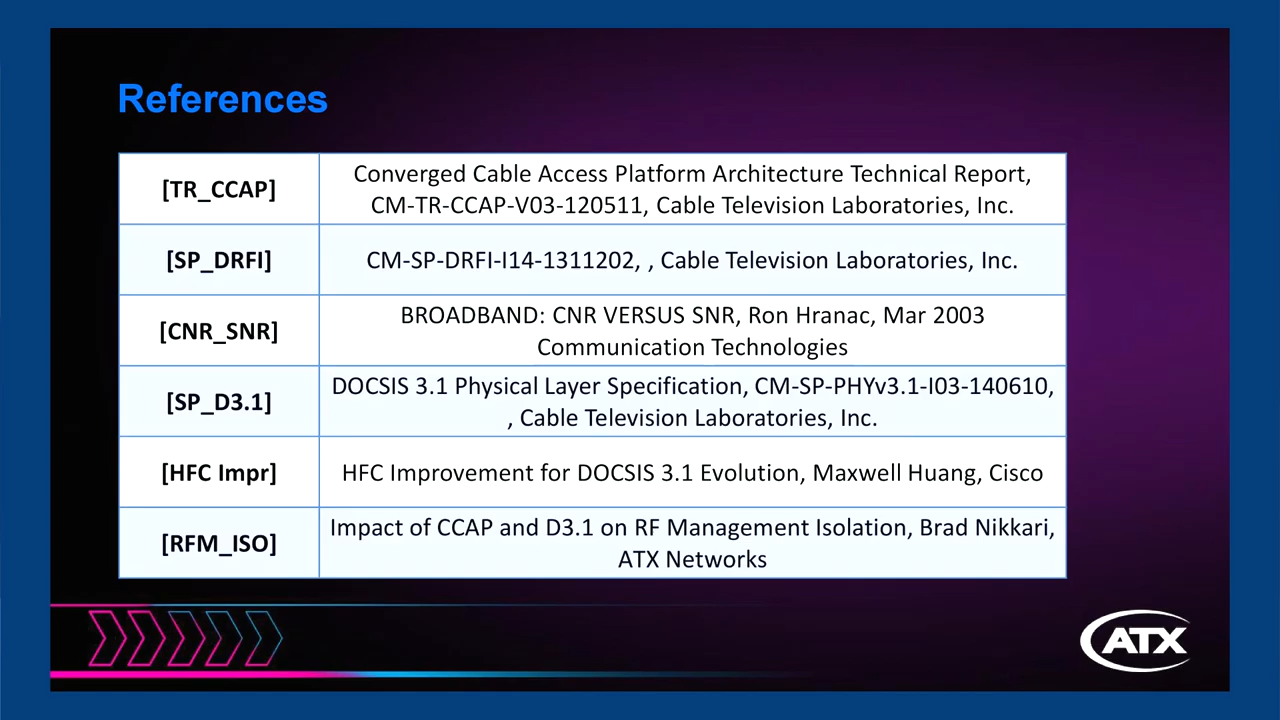 References
[TR_CCAP]
Converged Cable Access Platform Architecture Technical Report,
CM-TR-CCAP-V03-120511, Cable Television Laboratories, Inc.
[SP_DRFI]
CM-SP-DRFI-I14-1311202, , Cable Television Laboratories, Inc.
[CNR_SNR]
BROADBAND: CNR VERSUS SNR, Ron Hranac, Mar 2003
Communication Technologies
[SP_D3.1]
DOCSIS 3.1 Physical Layer Specification, CM-SP-PHYv3.1-I03-140610,
, Cable Television Laboratories, Inc.
[HFC Impr]
HFC Improvement for DOCSIS 3.1 Evolution, Maxwell Huang, Cisco
[RFM_ISO]
Impact of CCAP and D3.1 on RF Management Isolation, Brad Nikkari,
ATX Networks
ATX